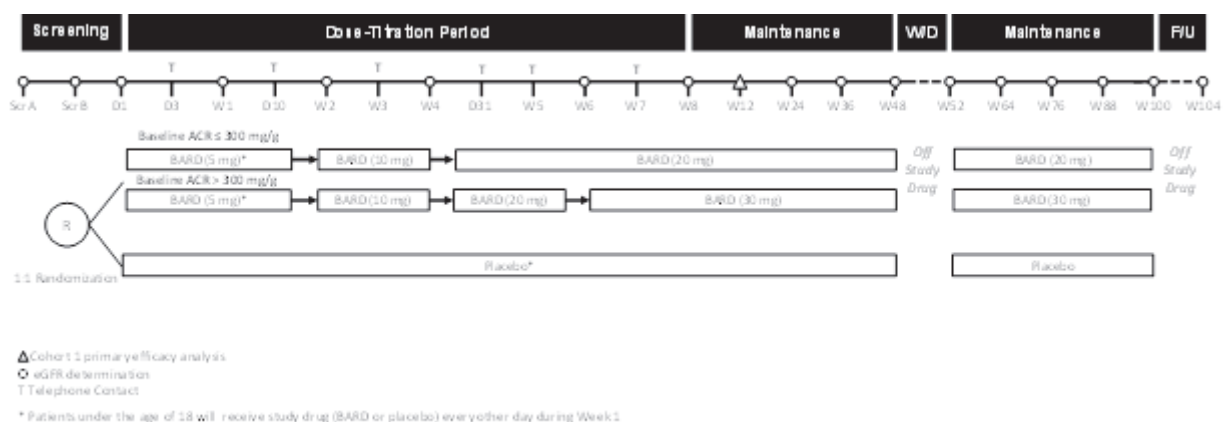 Screening Dose-Titration Period Maintenance W/D Maintenance F/U
T T T T T T
Scr A Scr B D1 D3 W1 D10 W2 W3 W4 D31 W5 W6 W7 W8 W12 W24 W36 W48 W52 W64 W76 W88 W100 W104
Baseline ACR ≤ 300 mg/g
BARD (5 mg)* BARD (10 mg) BARD (20 mg) BARD (20 mg)
Off
Study
Drug
Off
Study
Drug
Baseline ACR > 300 mg/g
BARD (5 mg)* BARD (10 mg) BARD (20 mg) BARD (30 mg) BARD (30 mg)
R
Placebo* Placebo
1:1 Randomization
Cohort 1 primary efficacy analysis
eGFR determination
T Telephone Contact
* Patients under the age of 18 will receive study drug (BARD or placebo) every other day during Week 1